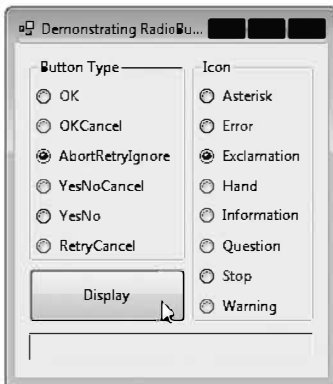 Demonstrating RadioBu...
Button Type
OK
OKCancel
AbortRetryIgnore
YesNoCancel
YesNo
RetryCancel
Display
Icon
Asterisk
Error
Exclamation
Hand
Information
Question
Stop
Warning